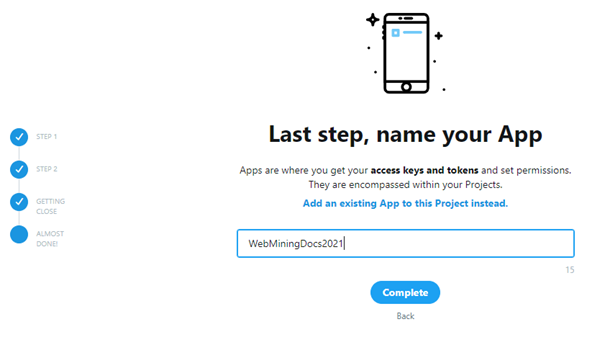 Last step, name your App
Apps are where you get your access keys and tokens and set permissions.
They are encompassed within your Projects.
Add an existing App to this Project instead.
STEP 1
STEP 2
GETTING
CLOSE
ALMOST
DONE!
WebMiningDocs2021
15
Complete
Back